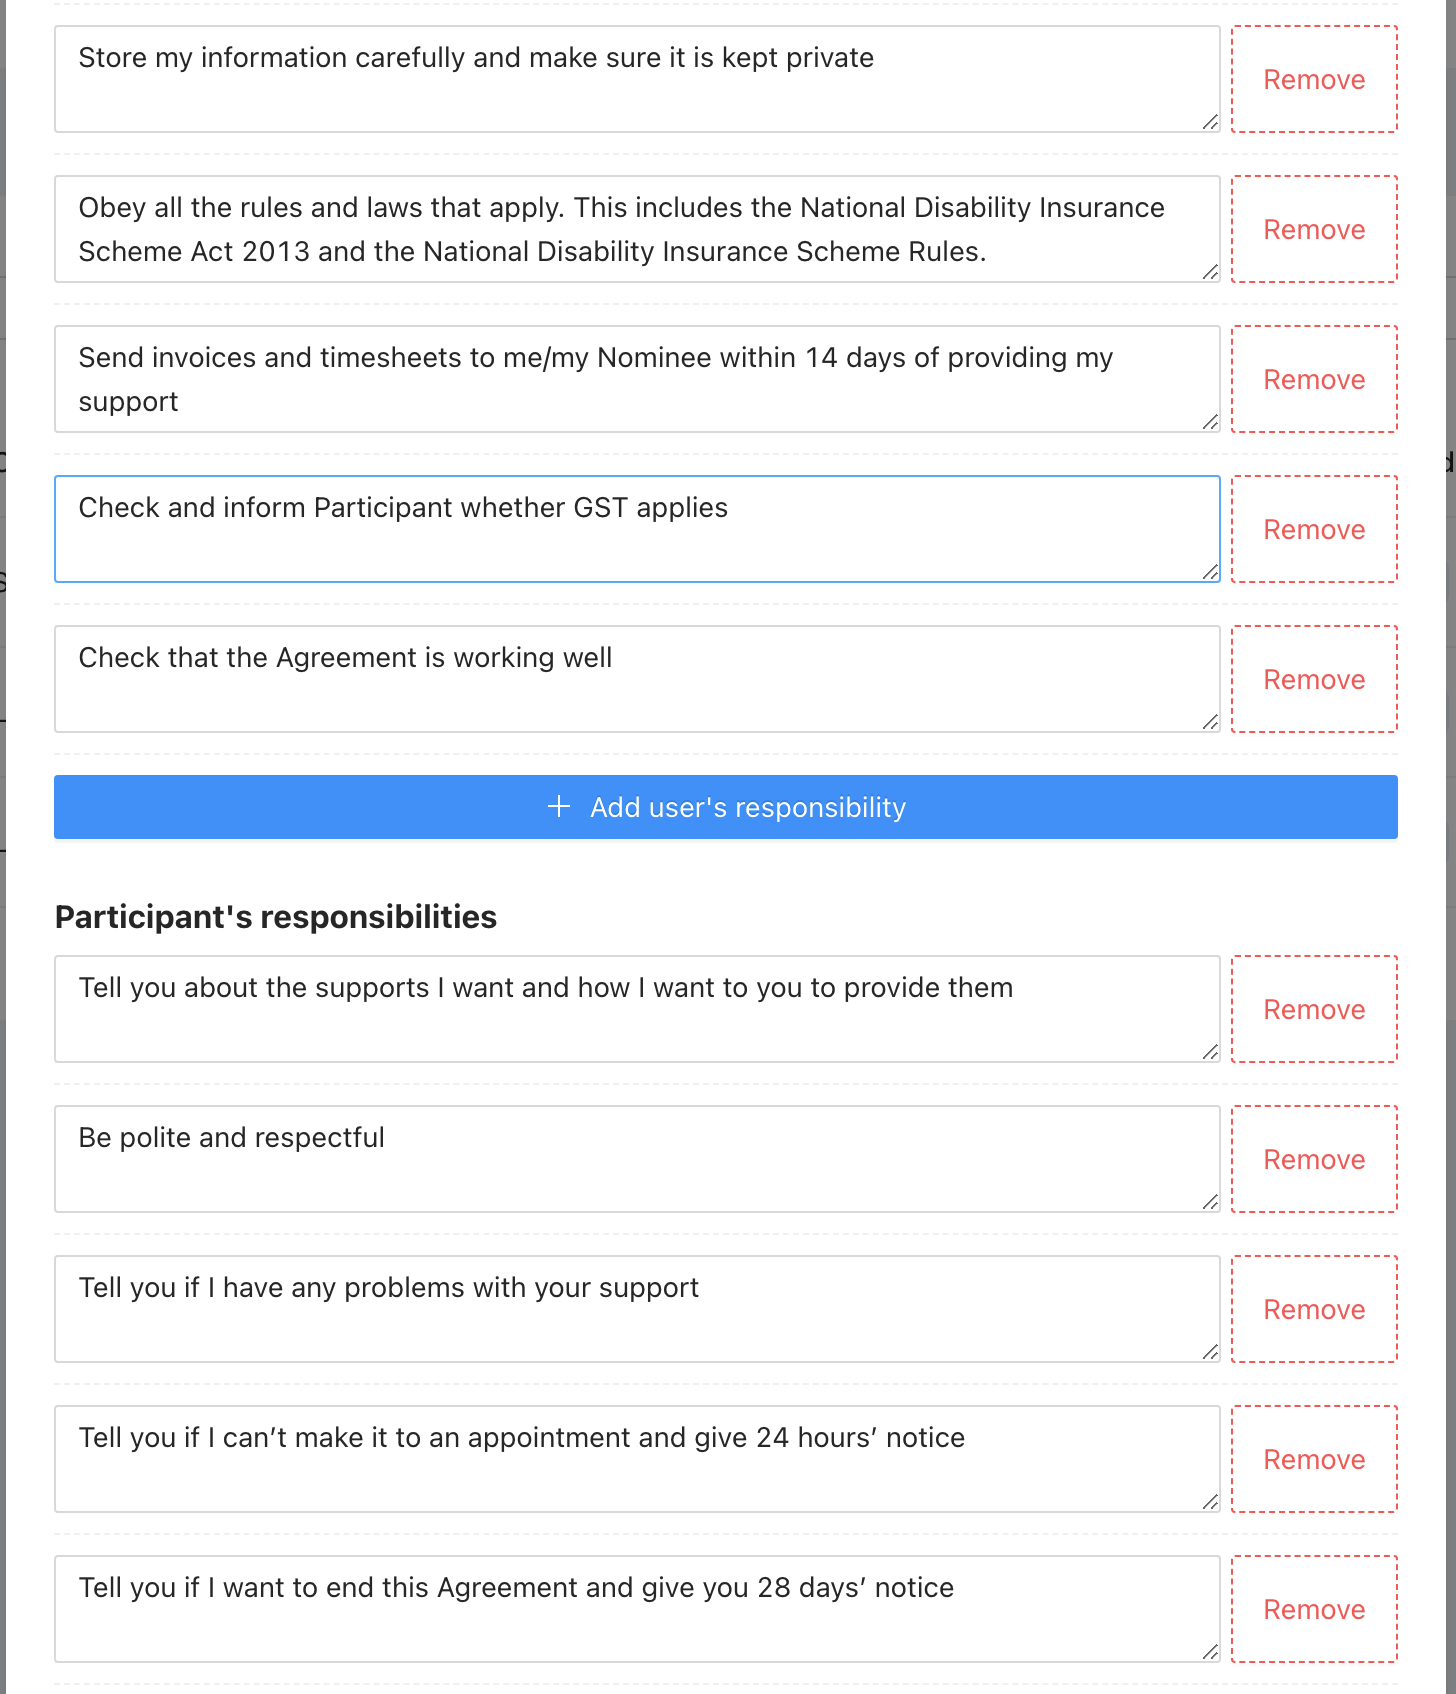 Store my information carefully and make sure it is kept private
Remove
Obey all the rules and laws that apply. This includes the National Disability Insurance
Scheme Act 2013 and the National Disability Insurance Scheme Rules.
Remove
Send invoices and timesheets to me/my Nominee within 14 days of providing my
support
Remove
Check and inform Participant whether GST applies
Remove
Check that the Agreement is working well
Remove
+ Add user's responsibility
Participant's responsibilities
Tell you about the supports I want and how I want to you to provide them
Remove
Be polite and respectful
Remove
Tell you if I have any problems with your support
Remove
Tell you if I can’t make it to an appointment and give 24 hours’ notice
Remove
Tell you if I want to end this Agreement and give you 28 days’ notice
Remove